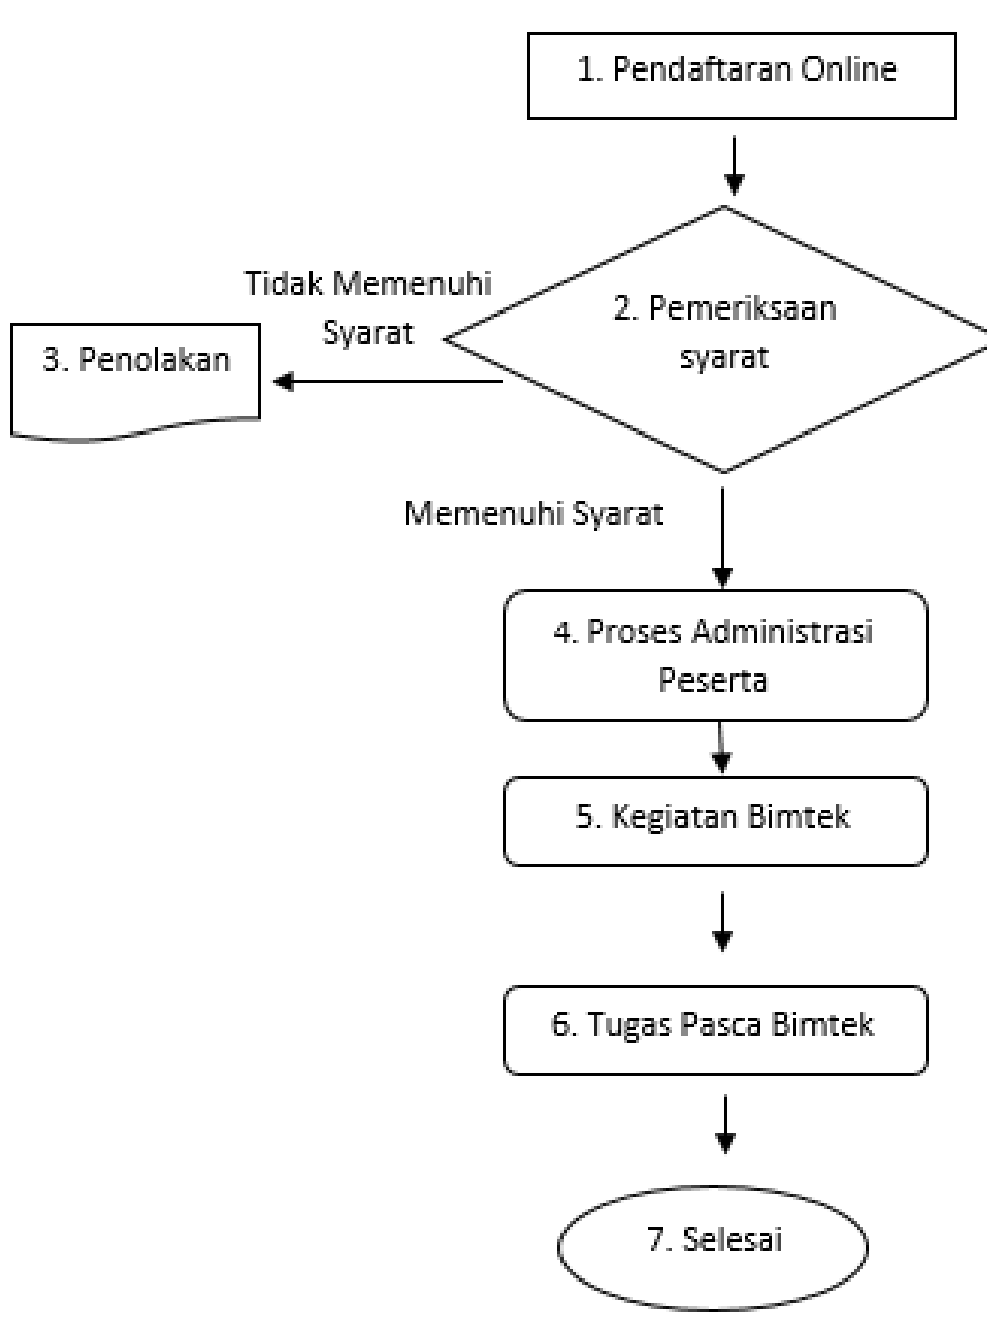 1. Pendaftaran Online
2. Pemeriksaan
syarat
Tidak Memenuhi
Syarat
3. Penolakan
Memenuhi Syarat
4. Proses Administrasi
Peserta
5. Kegiatan Bimtek
6. Tugas Pasca Bimtek
7. Selesai